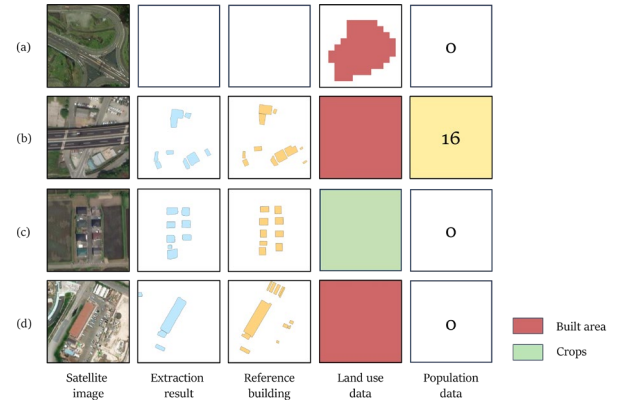 (a)
0
(b)
16
(c)
0
(d)
0
Built area
Crops
Satellite
image
Extraction
result
Reference
building
Land use
data
Population
data